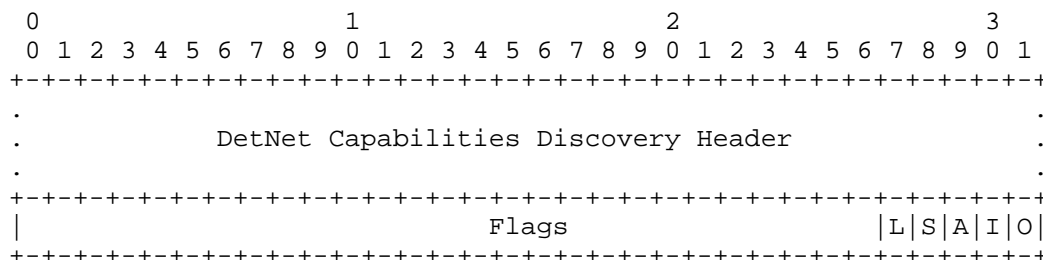 0                   1                   2                   3
 0 1 2 3 4 5 6 7 8 9 0 1 2 3 4 5 6 7 8 9 0 1 2 3 4 5 6 7 8 9 0 1
+-+-+-+-+-+-+-+-+-+-+-+-+-+-+-+-+-+-+-+-+-+-+-+-+-+-+-+-+-+-+-+-+
.                                                               .
.            DetNet Capabilities Discovery Header               .
.                                                               .
+-+-+-+-+-+-+-+-+-+-+-+-+-+-+-+-+-+-+-+-+-+-+-+-+-+-+-+-+-+-+-+-+
|                             Flags                   |L|S|A|I|O|
+-+-+-+-+-+-+-+-+-+-+-+-+-+-+-+-+-+-+-+-+-+-+-+-+-+-+-+-+-+-+-+-+